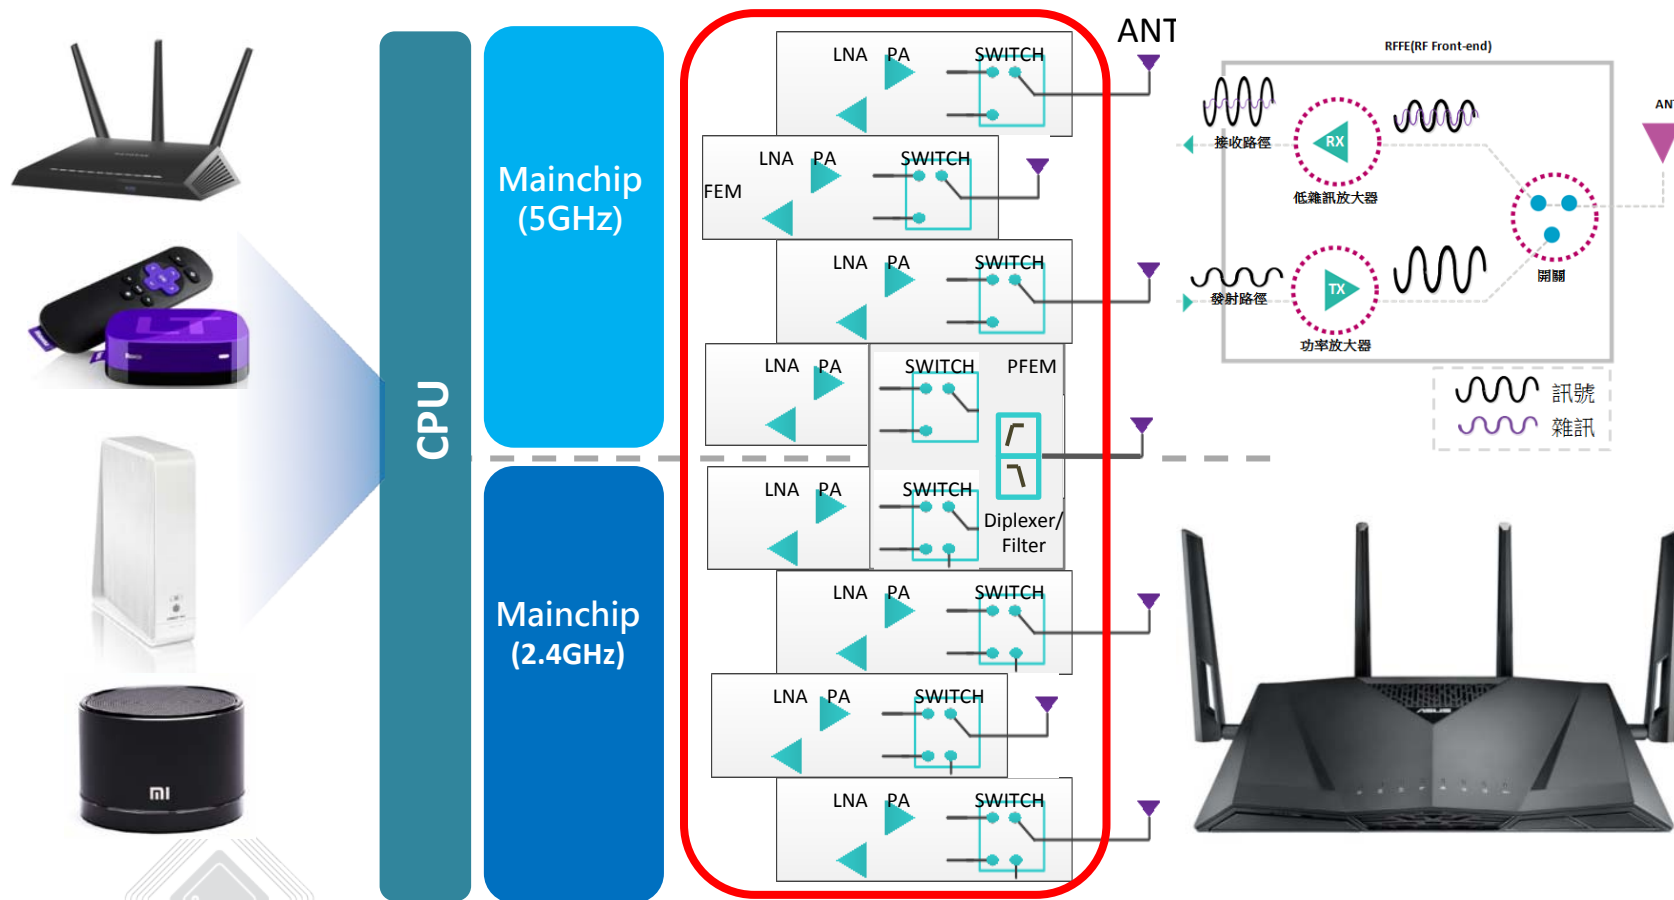 ANT
LNA PA SWITCH
LNA PA SWITCH
FEM
LNA PA SWITCH
LNA PA SWITCH PFEM
LNA PA SWITCH
Diplexer/
Filter
LNA PA SWITCH
LNA PA SWITCH
LNA PA SWITCH
CPU
Mainchip
(5GHz)
Mainchip
(2.4GHz)
RFFE(RF Front-end)
ANT
接收路徑
RX
低雜訊放大器
開關
發射路徑
TX
功率放大器
訊號
雜訊
LT
MI
ASUS